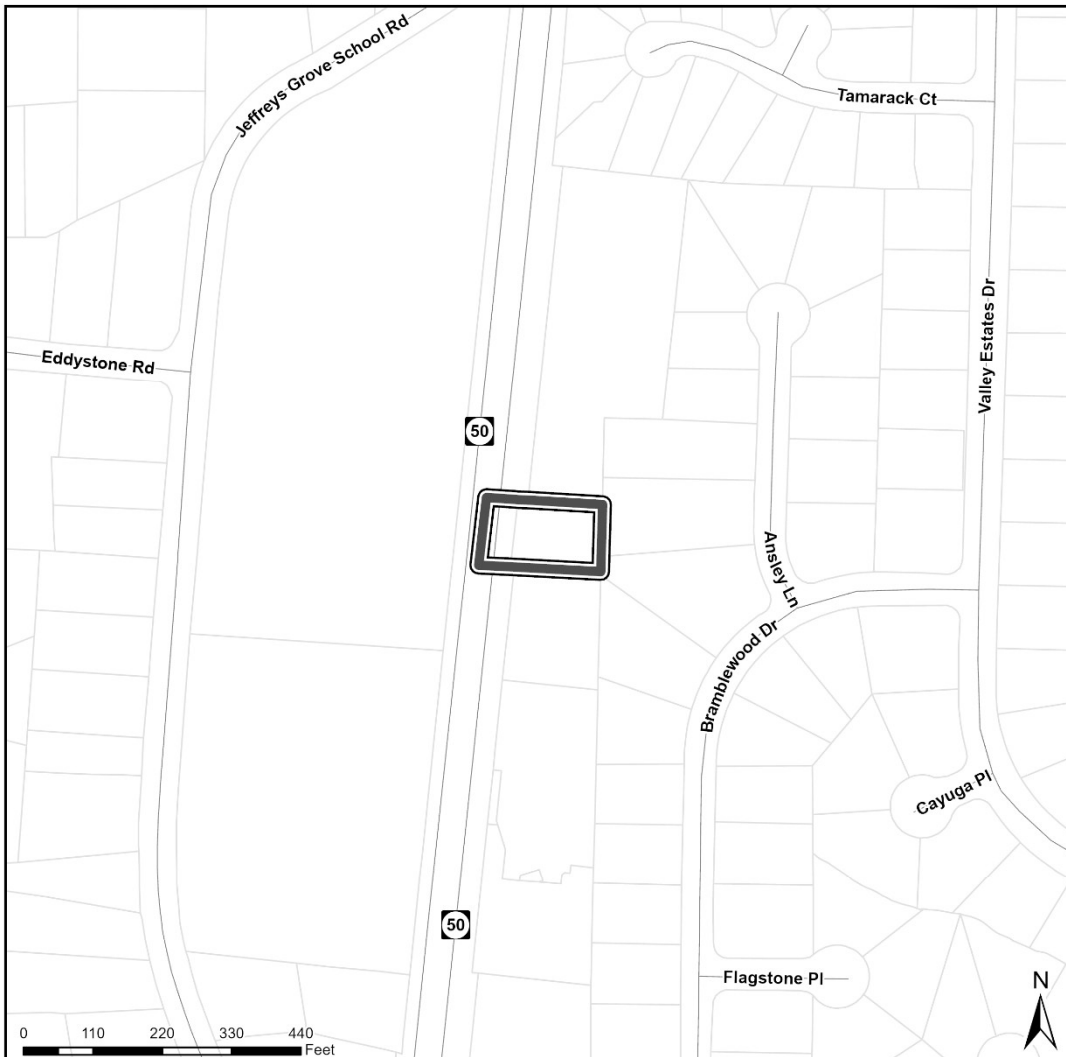 Jeffreys Grove School Rd
Tamarack Ct
Valley Estates Dr
Eddystone Rd
50
Ansley Ln
Bramblewood Dr
Cayuga Pl
50
Flagstone Pl
N
0 110 220 330 440
Feet